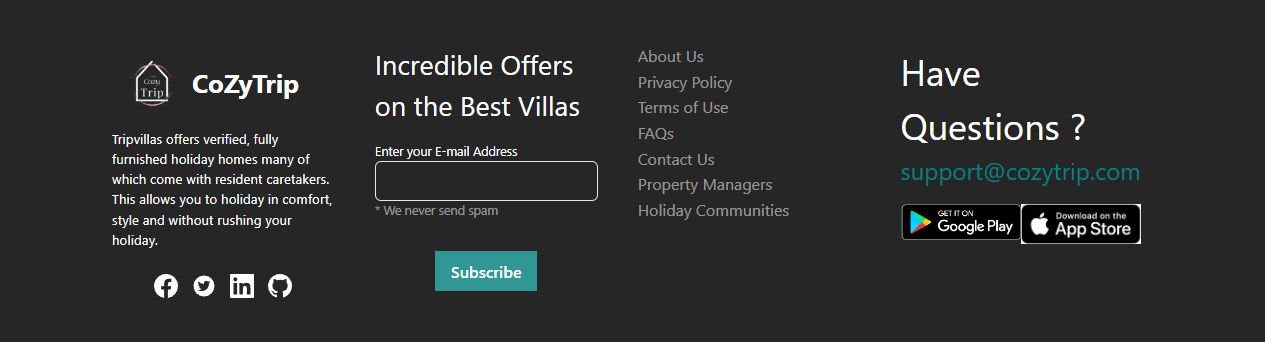 Cozy
Trip
CoZyTrip
Tripvillas offers verified, fully
furnished holiday homes many of
which come with resident caretakers.
This allows you to holiday in comfort,
style and without rushing your
holiday.
Incredible Offers
on the Best Villas
Enter your E-mail Address
* We never send spam
Subscribe
About Us
Privacy Policy
Terms of Use
FAQs
Contact Us
Property Managers
Holiday Communities
Have
Questions ?
support@cozytrip.com
GET IT ON
Google Play
Download on the
App Store